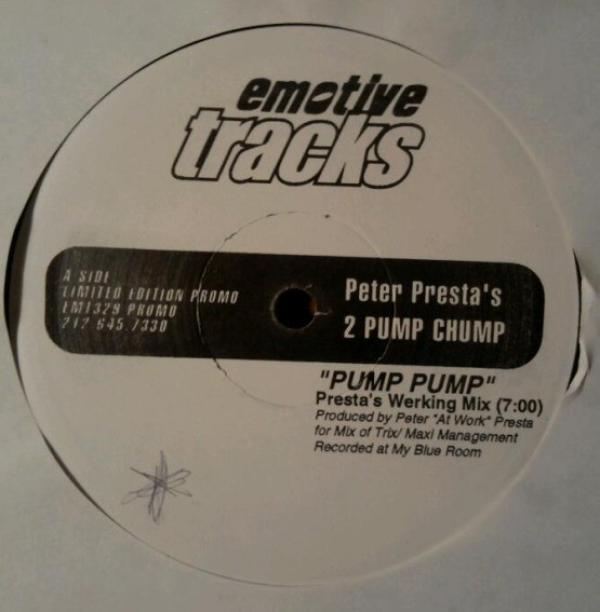 emotive
tracks
A SIDE
LIMITED EDITION PROMO
EMT329 PROMO
212 645 7330
Peter Presta's
2 PUMP CHUMP
"PUMP PUMP"
Presta's Werking Mix (7:00)
Produced by Peter "At Work" Presta
for Mix of Trix/ Maxi Management
Recorded at My Blue Room